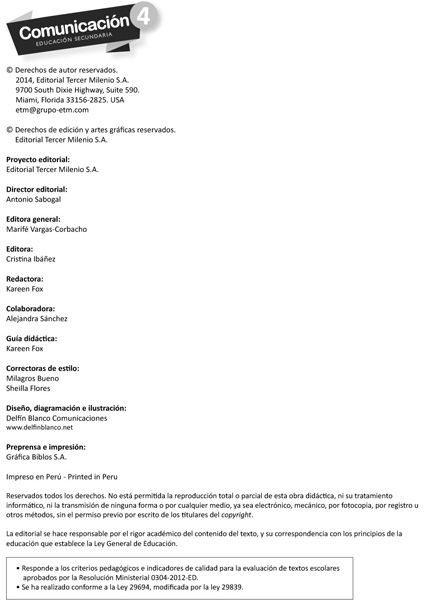 Comunicación 4
EDUCACIÓN SECUNDARIA
© Derechos de autor reservados.
2014, Editorial Tercer Milenio S.A.
9700 South Dixie Highway, Suite 590.
Miami, Florida 33156-2825. USA
etm@grupo-etm.com
© Derechos de edición y artes gráficas reservados.
Editorial Tercer Milenio S.A.
Proyecto editorial:
Editorial Tercer Milenio S.A.
Director editorial:
Antonio Sabogal
Editora general:
Marifé Vargas-Corbacho
Editora:
Cristina Ibáñez
Redactora:
Kareen Fox
Colaboradora:
Alejandra Sánchez
Guía didáctica:
Kareen Fox
Correctoras de estilo:
Milagros Bueno
Sheilla Flores
Diseño, diagramación e ilustración:
Delfín Blanco Comunicaciones
www.delfinblanco.net
Preprensa e impresión:
Gráfica Biblos S.A.
Impreso en Perú - Printed in Peru
Reservados todos los derechos. No está permitida la reproducción total o parcial de esta obra didáctica, ni su tratamiento
informático, ni la transmisión de ninguna forma o por cualquier medio, ya sea electrónico, mecánico, por fotocopia, por registro u
otros métodos, sin el permiso previo por escrito de los titulares del copyright.
La editorial se hace responsable por el rigor académico del contenido del texto, y su correspondencia con los principios de la
educación que establece la Ley General de Educación.
• Responde a los criterios pedagógicos e indicadores de calidad para la evaluación de textos escolares
aprobados por la Resolución Ministerial 0304-2012-ED.
• Se ha realizado conforme a la Ley 29694, modificada por la ley 29839.